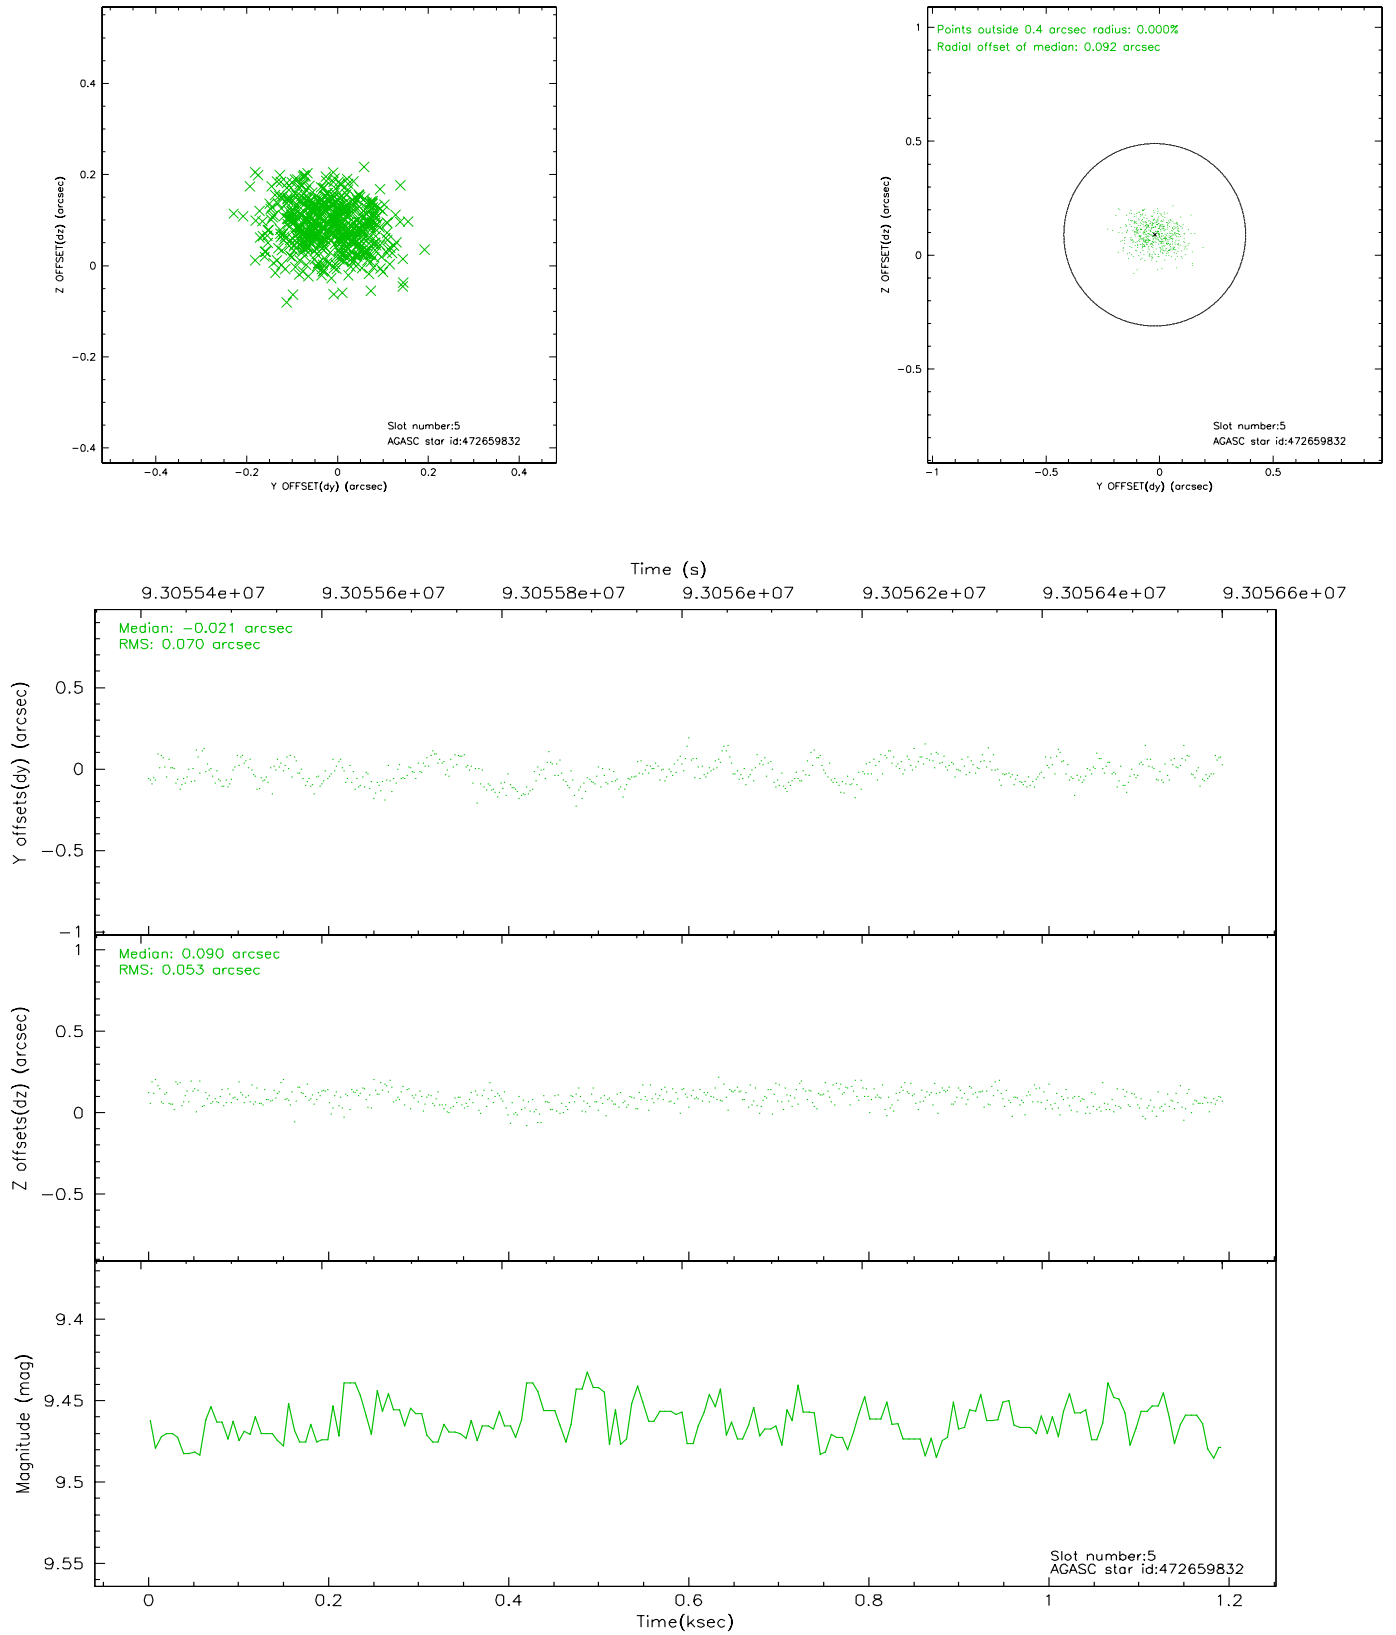 0.4
0.2
0
−0.2
−0.4
Z OFFSET(dz) (arcsec)
Slot number:5
AGASC star id:472659832
−0.4 −0.2 0 0.2 0.4
Y OFFSET(dy) (arcsec)
Points outside 0.4 arcsec radius: 0.000%
Radial offset of median: 0.092 arcsec
1
0.5
0
−0.5
Z OFFSET(dz) (arcsec)
Slot number:5
AGASC star id:472659832
−1 −0.5 0 0.5
Y OFFSET(dy) (arcsec)
Time (s)
9.30554e+07 9.30556e+07 9.30558e+07 9.3056e+07 9.30562e+07 9.30564e+07 9.30566e+07
Median: −0.021 arcsec
RMS: 0.070 arcsec
0.5
0
−0.5
−1
Y offsets(dy) (arcsec)
Median: 0.090 arcsec
RMS: 0.053 arcsec
1
0.5
0
−0.5
Z offsets(dz) (arcsec)
9.4
9.45
9.5
9.55
Magnitude (mag)
Slot number:5
AGASC star id:472659832
0 0.2 0.4 0.6 0.8 1 1.2
Time(ksec)